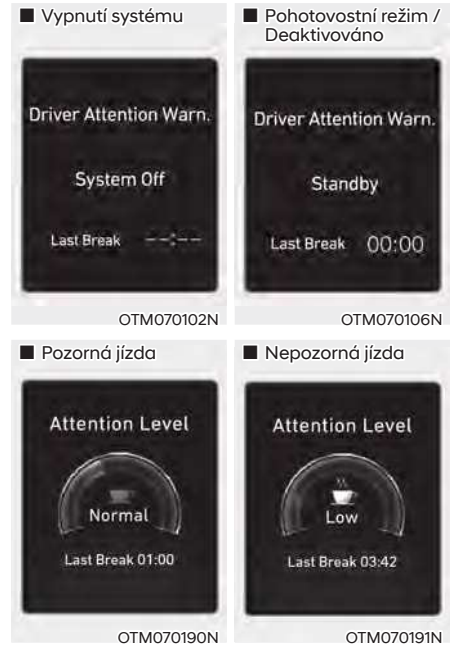 ■ Vypnutí systému
Driver Attention Warn.
System Off
Last Break --:--
OTM070102N
■ Pohotovostní režim /
Deaktivováno
Driver Attention Warn.
Standby
Last Break 00:00
OTM070106N
■ Pozorná jízda
Attention Level
Normal
Last Break 01:00
OTM070190N
■ Nepozorná jízda
Attention Level
Low
Last Break 03:42
OTM070191N